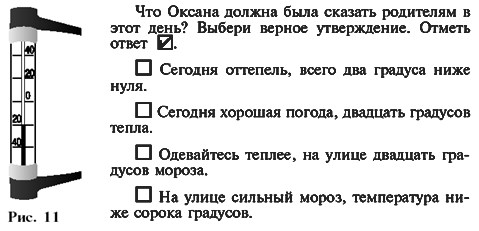 Что Оксана должна была сказать родителям в
этот день? Выбери верное утверждение. Отметь
ответ ☑.
☐ Сегодня оттепель, всего два градуса ниже
нуля.
☐ Сегодня хорошая погода, двадцать градусов
тепла.
☐ Одевайтесь теплее, на улице двадцать гра-
дусов мороза.
☐ На улице сильный мороз, температура ни-
же сорока градусов.
40
20
0
20
40
Рис. 11